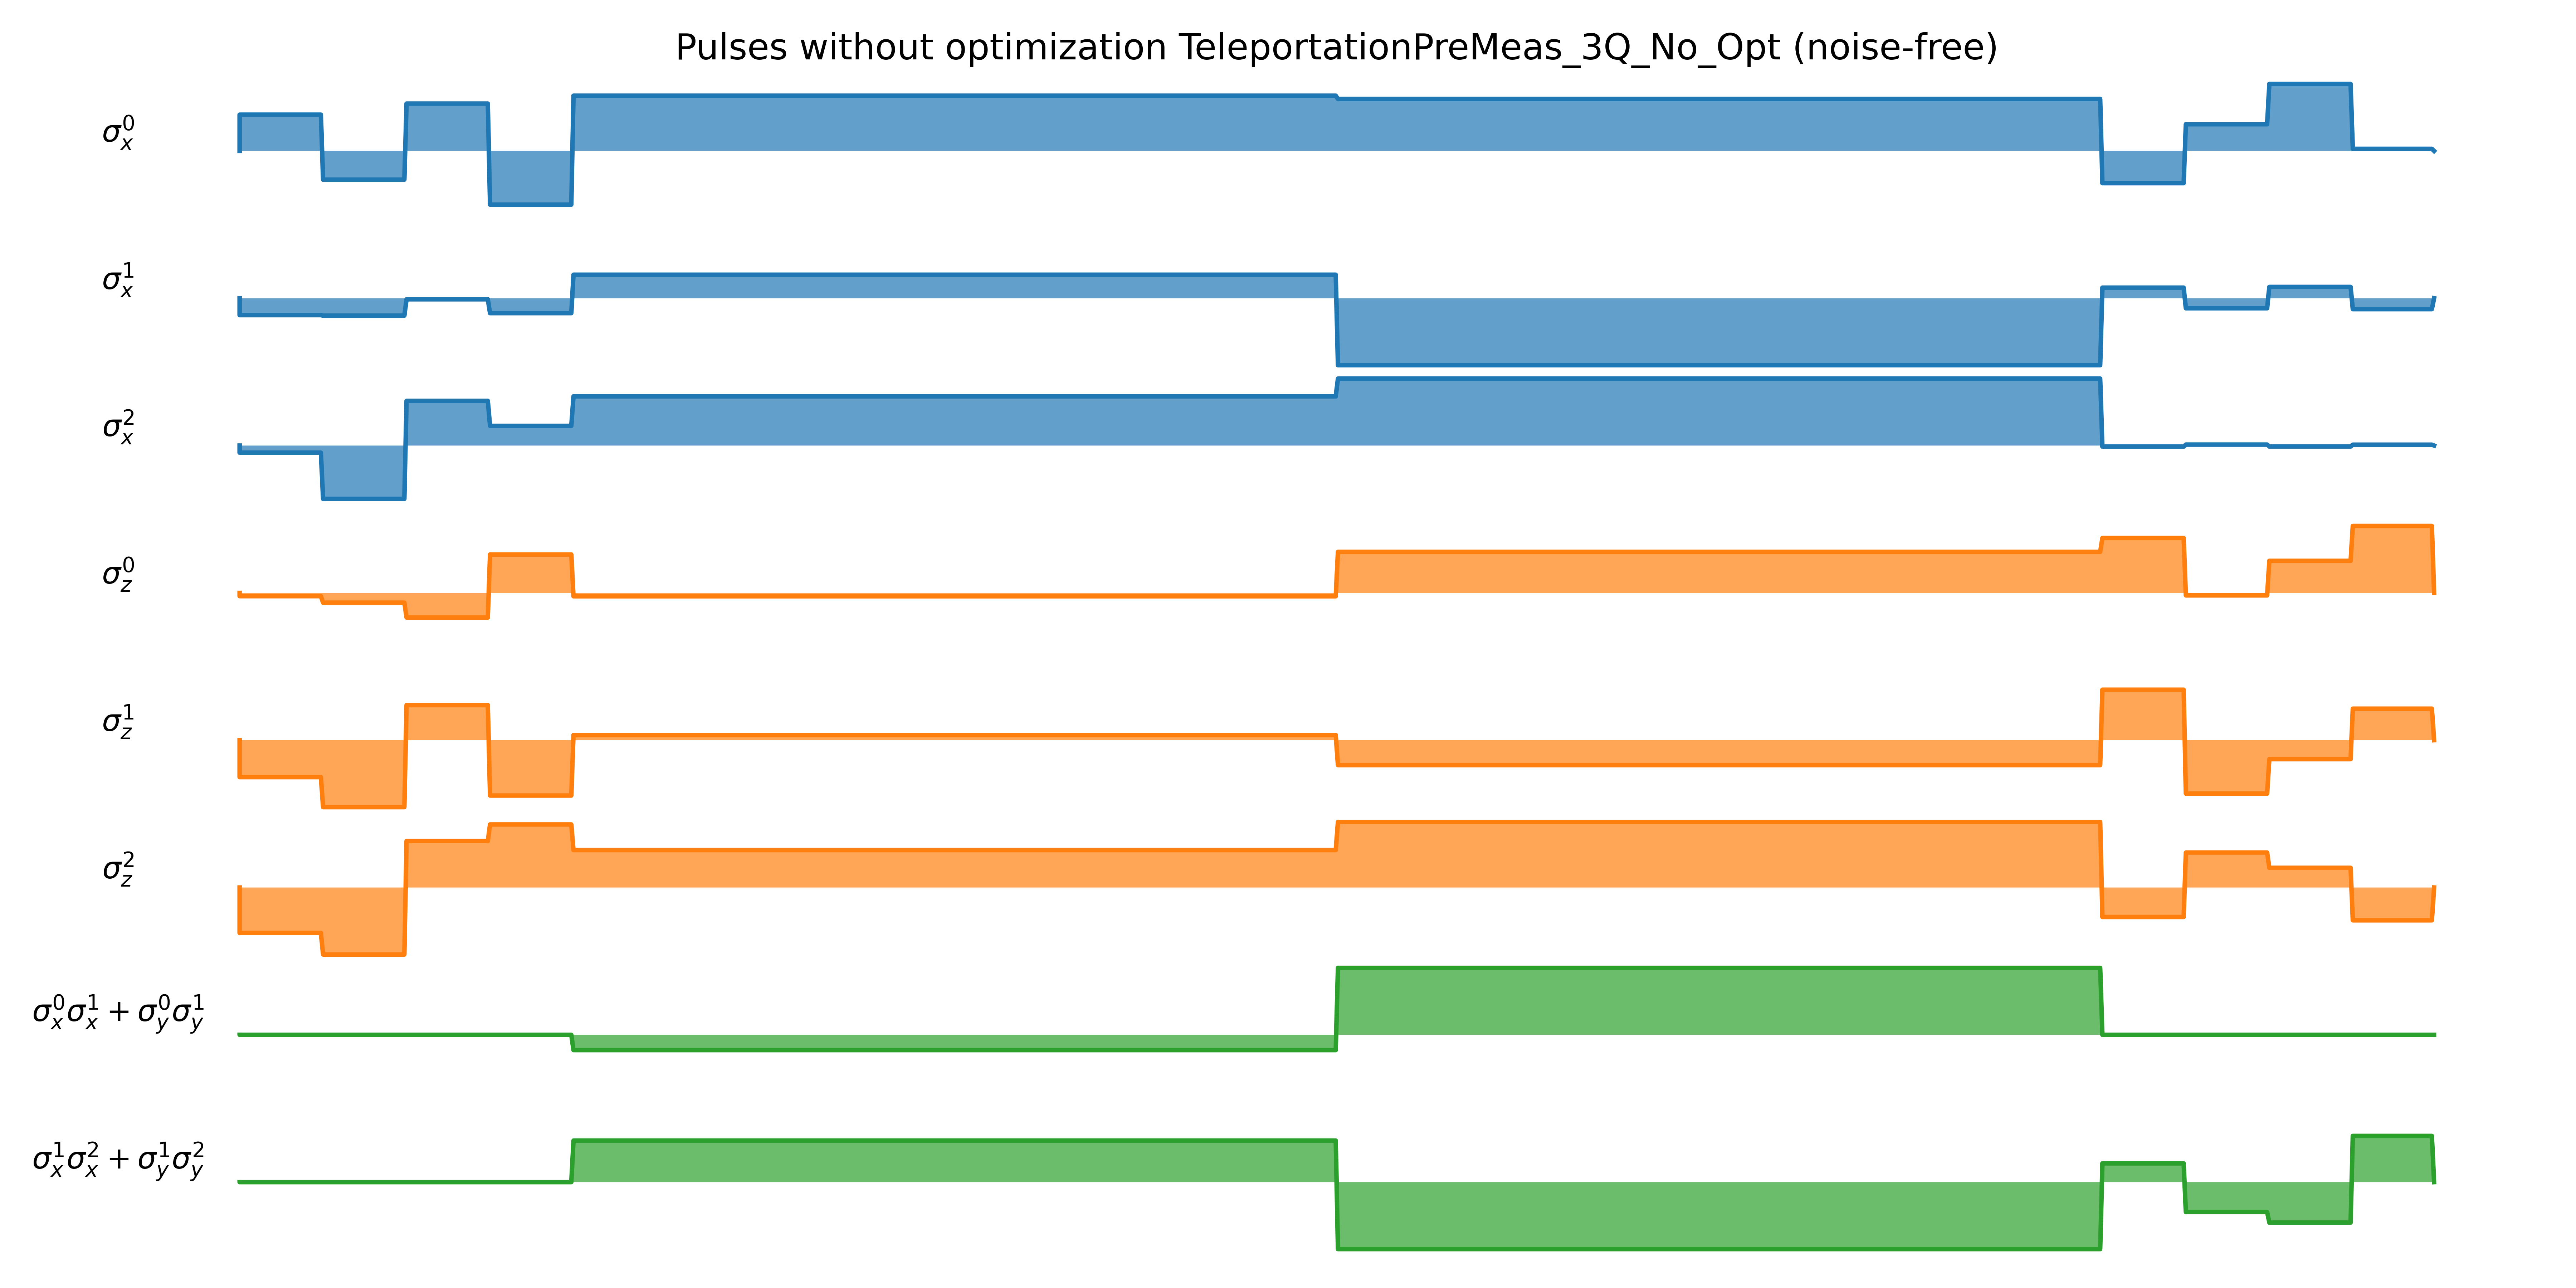 Pulses without optimization TeleportationPreMeas_3Q_No_Opt (noise-free)
σ_x^0
σ_x^1
σ_x^2
σ_z^0
σ_z^1
σ_z^2
σ_x^0σ_x^1 + σ_y^0σ_y^1
σ_x^1σ_x^2 + σ_y^1σ_y^2